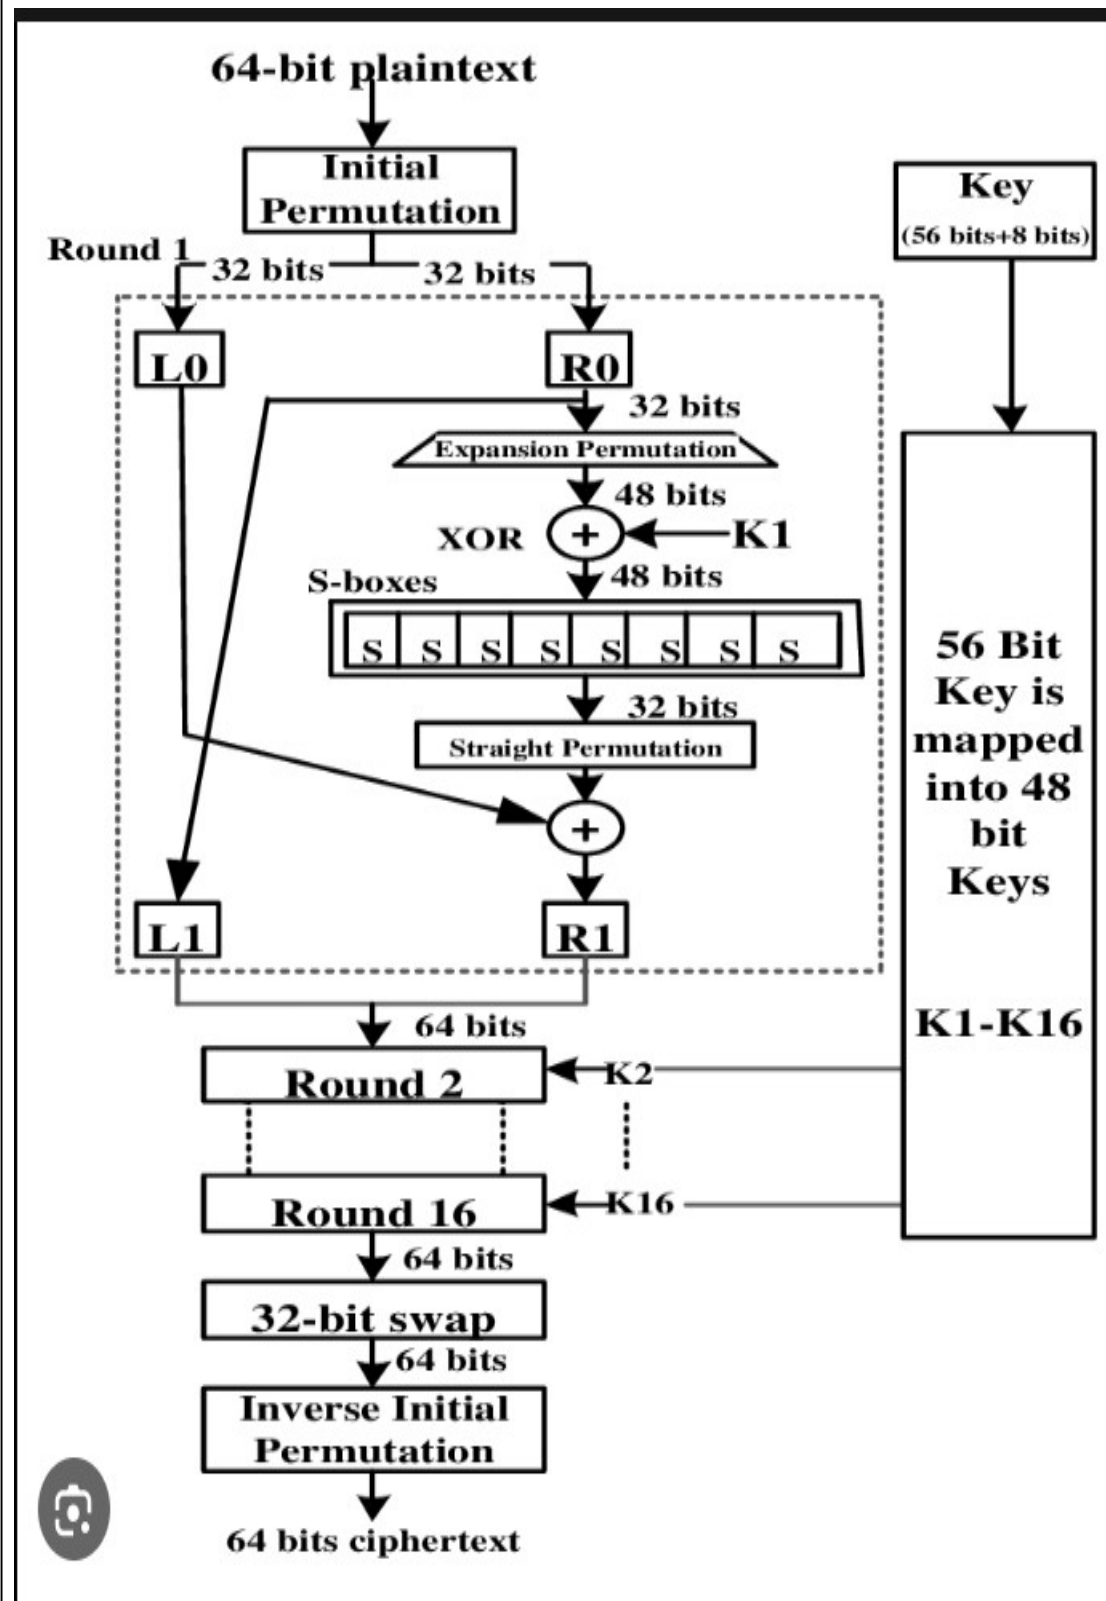 64-bit plaintext
Initial
Permutation
Key
(56 bits+8 bits)
Round 1
32 bits
32 bits
L0
R0
32 bits
Expansion Permutation
48 bits
XOR
+
K1
48 bits
S-boxes
S S S S S S S S
32 bits
Straight Permutation
+
L1
R1
56 Bit
Key is
mapped
into 48
bit
Keys
K1-K16
64 bits
Round 2
K2
Round 16
K16
64 bits
32-bit swap
64 bits
Inverse Initial
Permutation
64 bits ciphertext